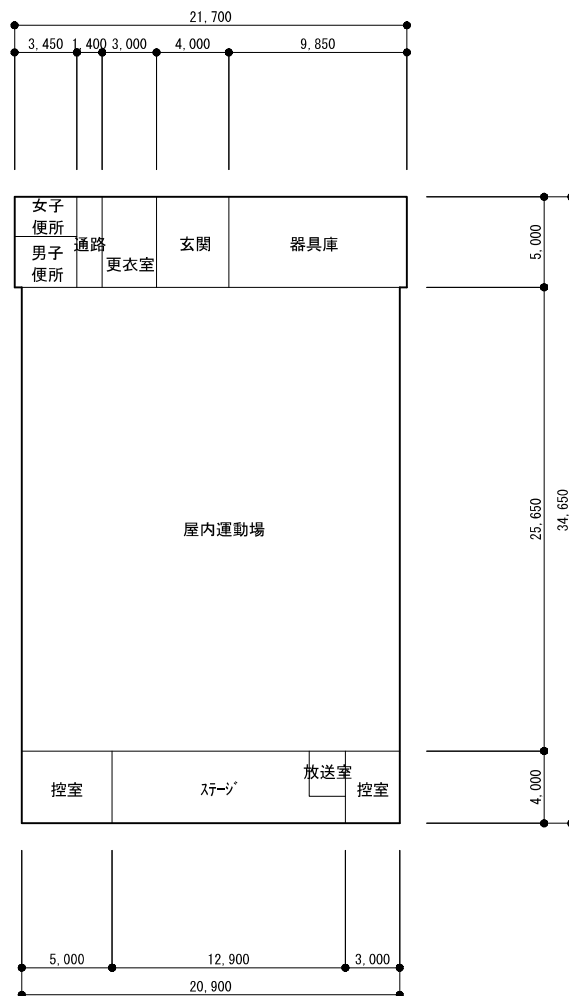 21,700
3,450 1,400 3,000 4,000 9,850
女子
便所
男子
便所
通路
更衣室
玄関
器具庫
5,000
屋内運動場
25,650
34,650
控室
ステージ
放送室
控室
4,000
5,000 12,900 3,000
20,900